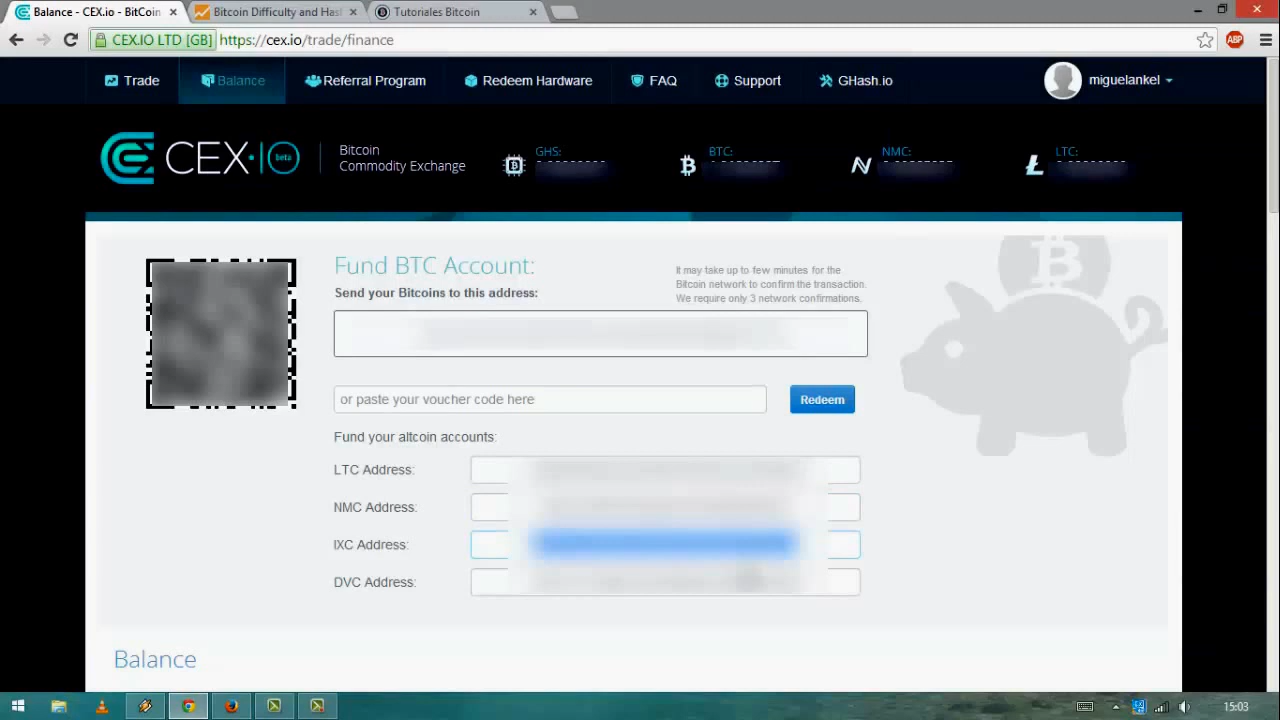 Balance - CEX.io - BitCoin
Bitcoin Difficulty and Hash
Tutoriales Bitcoin
CEX.IO LTD [GB]
https://cex.io/trade/finance
ABP
Trade
Balance
Referral Program
Redeem Hardware
FAQ
Support
GHash.io
miguelankel
CEX.IO
beta
Bitcoin
Commodity Exchange
GHS:
BTC:
NMC:
LTC:
Fund BTC Account:
Send your Bitcoins to this address:
It may take up to few minutes for the
Bitcoin network to confirm the transaction.
We require only 3 network confirmations.
or paste your voucher code here
Redeem
Fund your altcoin accounts:
LTC Address:
NMC Address:
IXC Address:
DVC Address:
Balance
15:03